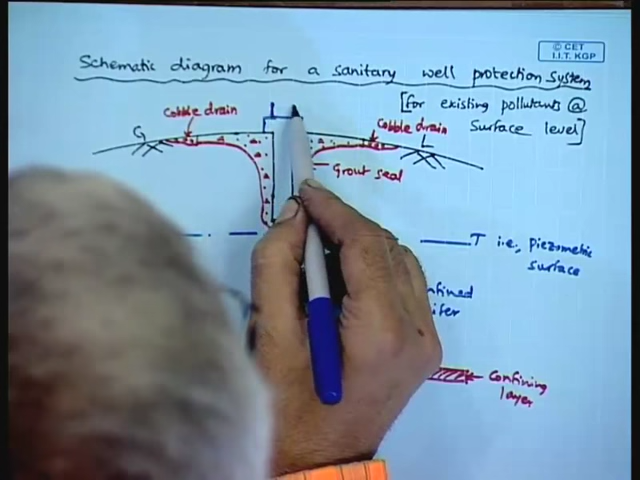 © CET
I.I.T. KGP
Schematic diagram for a sanitary well protection system
[for existing pollutants @
Surface level]
Cobble drain
Cobble drain
G
L
Grout seal
T i.e., Piezometric
surface
Confining
layer